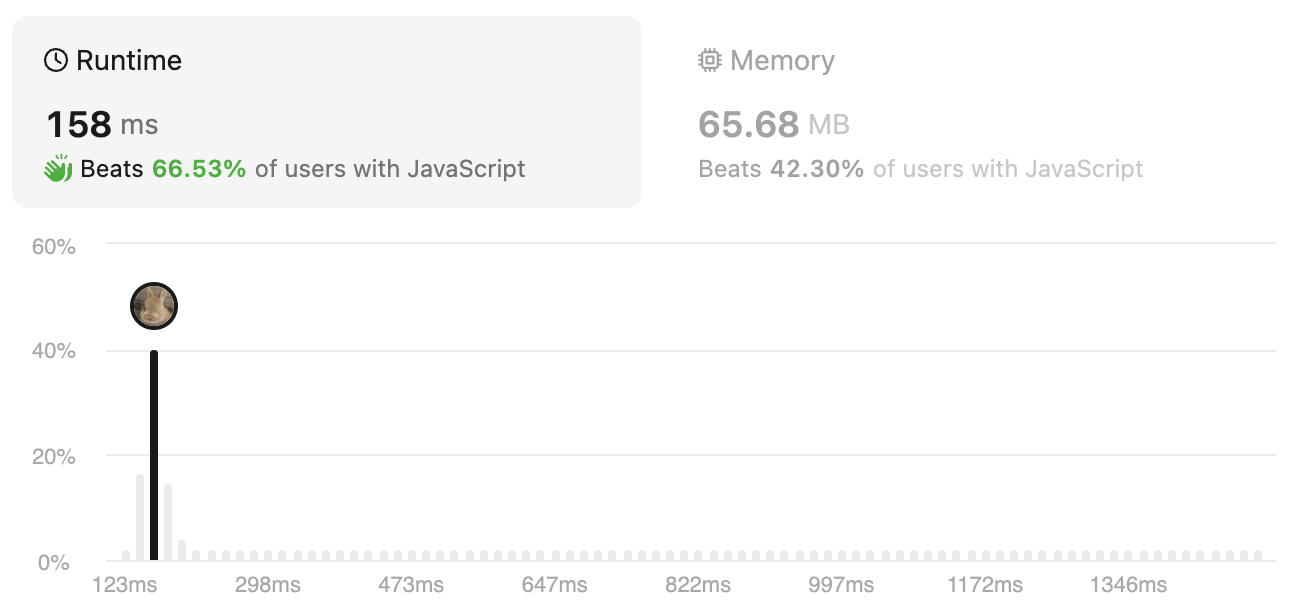 Runtime
158 ms
Beats 66.53% of users with JavaScript
Memory
65.68 MB
Beats 42.30% of users with JavaScript
60%
40%
20%
0%
123ms 298ms 473ms 647ms 822ms 997ms 1172ms 1346ms